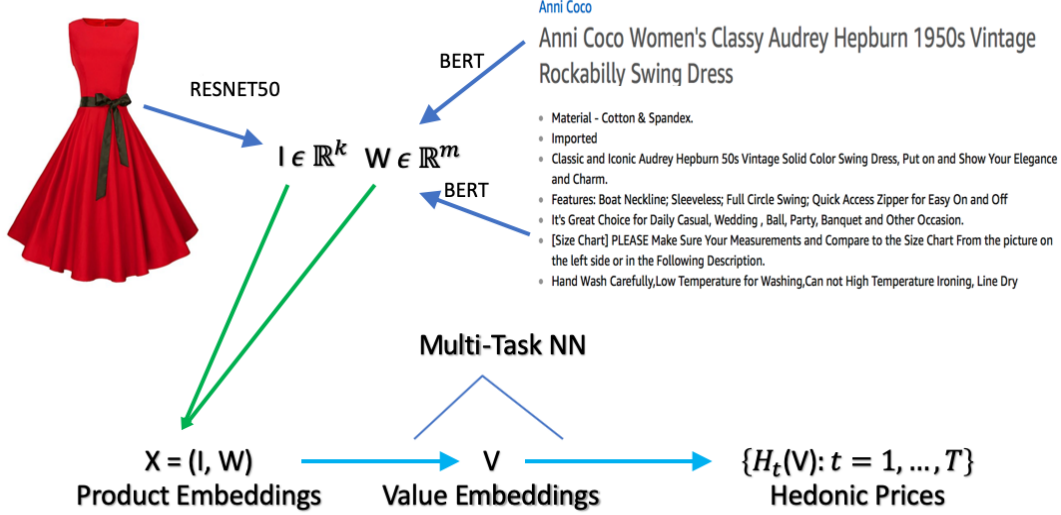 Anni Coco
Anni Coco Women's Classy Audrey Hepburn 1950s Vintage
Rockabilly Swing Dress
BERT
RESNET50
• Material - Cotton & Spandex.
• Imported
• Classic and Iconic Audrey Hepburn 50s Vintage Solid Color Swing Dress, Put on and Show Your Elegance
and Charm.
• Features: Boat Neckline; Sleeveless; Full Circle Swing; Quick Access Zipper for Easy On and Off
• It's Great Choice for Daily Casual, Wedding , Ball, Party, Banquet and Other Occasion.
• [Size Chart] PLEASE Make Sure Your Measurements and Compare to the Size Chart From the picture on
the left side or in the Following Description.
• Hand Wash Carefully,Low Temperature for Washing,Can not High Temperature Ironing, Line Dry
I ϵ ℝ^k W ϵ ℝ^m
BERT
Multi-Task NN
X = (I, W)
Product Embeddings
V
Value Embeddings
{H_t(V): t = 1, ..., T}
Hedonic Prices